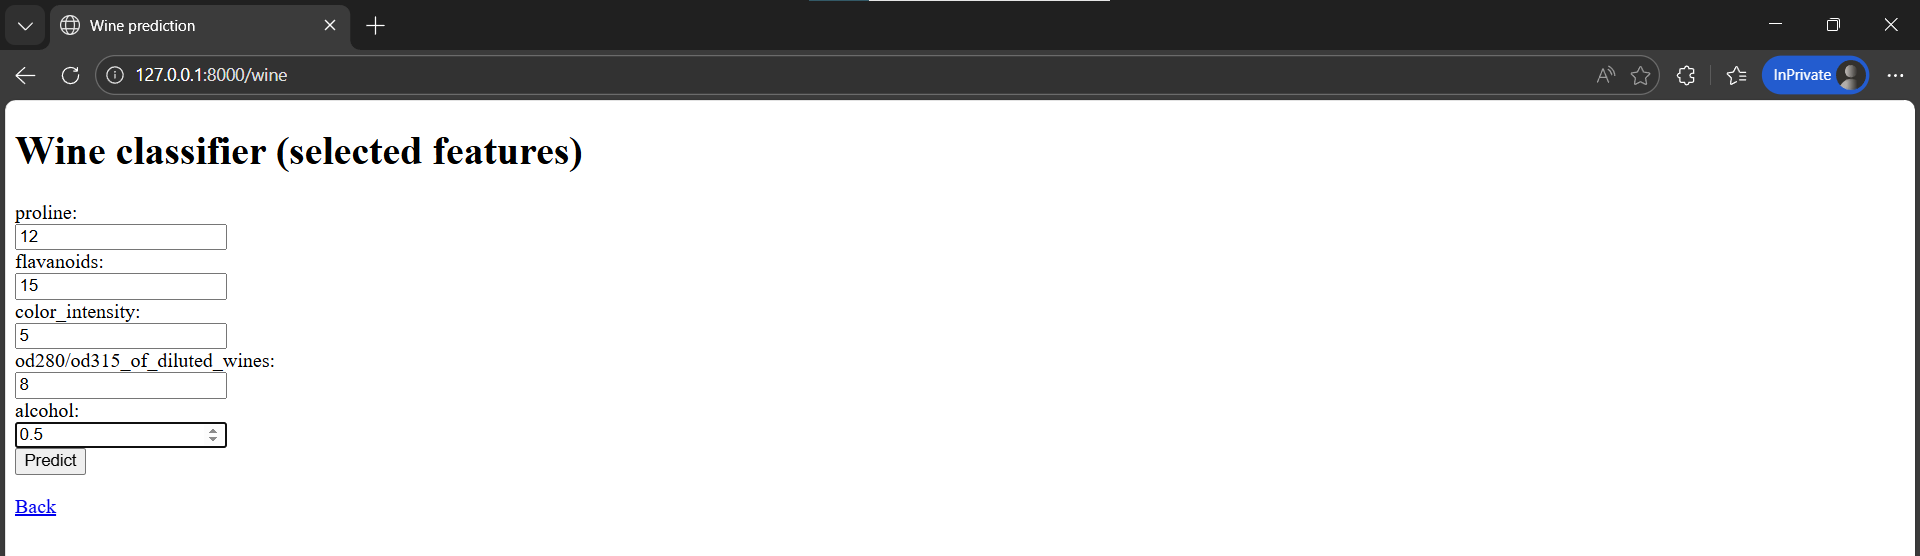 Wine prediction
127.0.0.1:8000/wine
InPrivate
Wine classifier (selected features)
proline:
12
flavanoids:
15
color_intensity:
5
od280/od315_of_diluted_wines:
8
alcohol:
0.5
Predict
Back